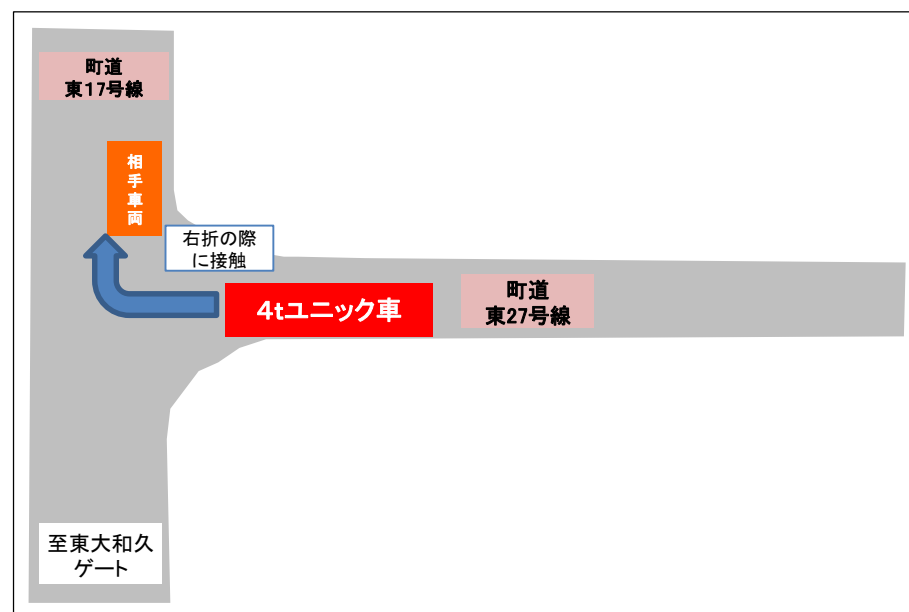 町道
東17号線
相
手
車
両
右折の際
に接触
4tユニック車
町道
東27号線
至東大和久
ゲート